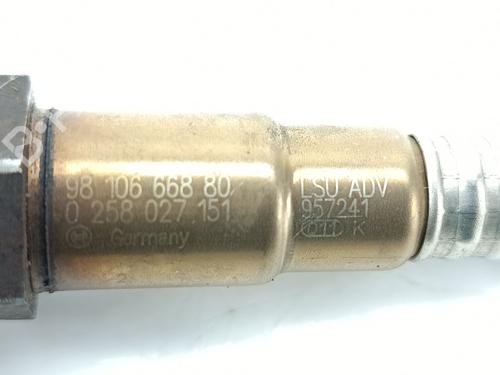 98 106 668 80
0 258 027 151
Germany
LSU ADV
957241
K